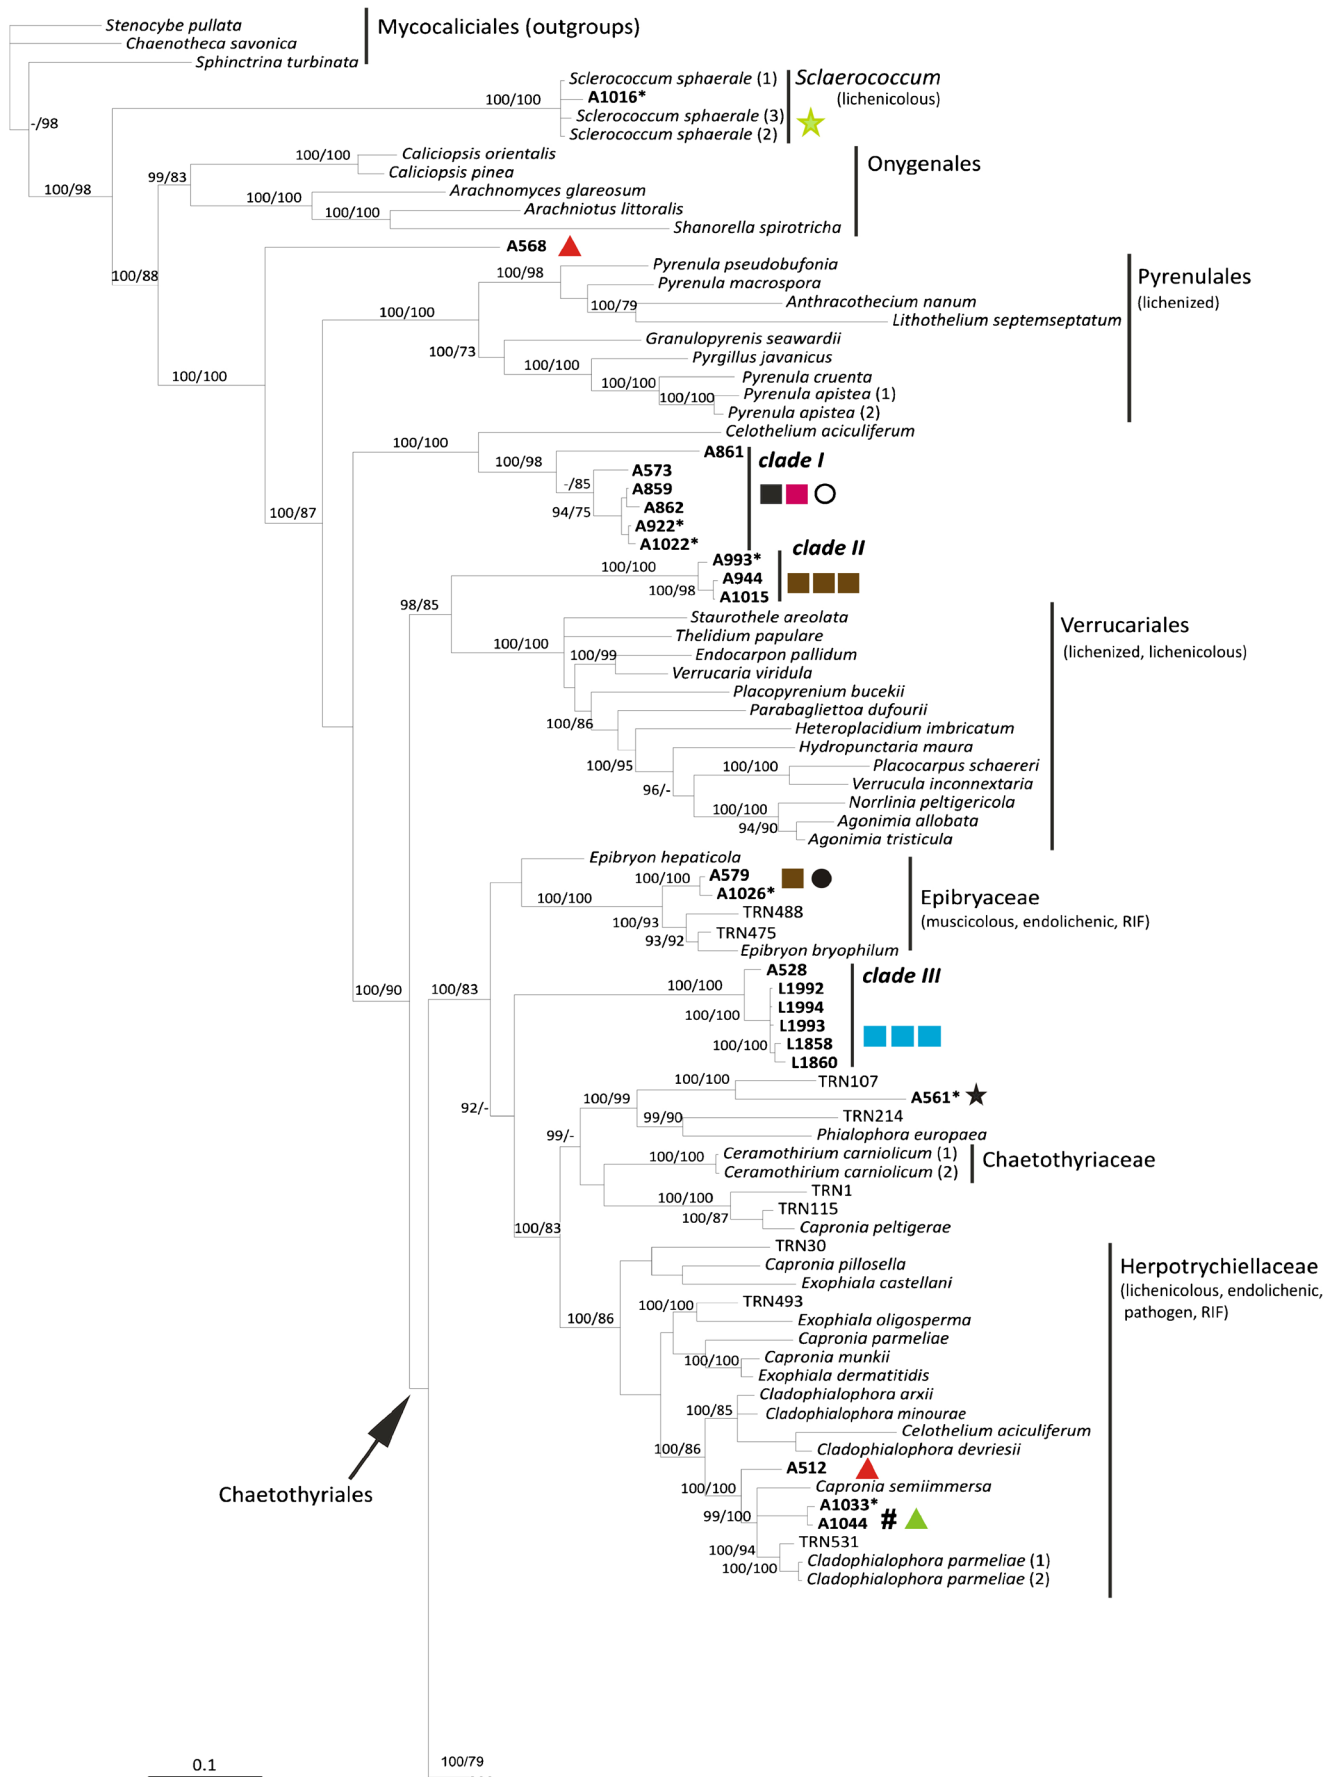 Stenocybe pullata
Chaenotheca savonica
Sphinctrina turbinata
Mycocaliciales (outgroups)
-/98
100/98
100/100
Sclerococcum sphaerale (1)
A1016*
Sclerococcum sphaerale (3)
Sclerococcum sphaerale (2)
Sclaerococcum
(lichenicolous)
100/88
99/83
100/100
Caliciopsis orientalis
Caliciopsis pinea
100/100
Arachnomyces glareosum
100/100
Arachniotus littoralis
Shanorella spirotricha
Onygenales
100/100
A568
100/87
100/100
100/98
Pyrenula pseudobufonia
Pyrenula macrospora
100/79
Anthracothecium nanum
Lithothelium septemseptatum
100/73
Granulopyrenis seawardii
100/100
Pyrgillus javanicus
100/100
Pyrenula cruenta
100/100
Pyrenula apistea (1)
Pyrenula apistea (2)
Pyrenulales
(lichenized)
100/100
Celothelium aciculiferum
100/98
A861
-/85
A573
94/75
A859
A862
A922*
A1022*
clade I
100/90
98/85
100/100
A993*
100/98
A944
A1015
clade II
100/100
Staurothele areolata
Thelidium papulare
100/99
Endocarpon pallidum
Verrucaria viridula
Placopyrenium bucekii
100/86
Parabagliettoa dufourii
Heteroplacidium imbricatum
100/95
Hydropunctaria maura
96/-
100/100
Placocarpus schaereri
Verrucula inconnextaria
100/100
Norrlinia peltigericola
94/90
Agonimia allobata
Agonimia tristicula
Verrucariales
(lichenized, lichenicolous)
100/83
Epibryon hepaticola
100/100
100/100
A579
A1026*
100/93
TRN488
93/92
TRN475
Epibryon bryophilum
Epibryaceae
(muscicolous, endolichenic, RIF)
92/-
100/100
A528
100/100
L1992
L1994
L1993
100/100
L1858
L1860
clade III
100/83
99/-
100/99
100/100
TRN107
A561*
99/90
TRN214
Phialophora europaea
100/100
Ceramothirium carniolicum (1)
Ceramothirium carniolicum (2)
Chaetothyriaceae
100/100
TRN1
100/87
TRN115
Capronia peltigerae
100/86
TRN30
Capronia pillosella
Exophiala castellani
100/100
TRN493
Exophiala oligosperma
Capronia parmeliae
100/100
Capronia munkii
Exophiala dermatitidis
100/86
100/85
Cladophialophora arxii
Cladophialophora minourae
Celothelium aciculiferum
Cladophialophora devriesii
100/100
A512
99/100
Capronia semiimmersa
A1033*
A1044
#
100/94
TRN531
100/100
Cladophialophora parmeliae (1)
Cladophialophora parmeliae (2)
Herpotrychiellaceae
(lichenicolous, endolichenic,
pathogen, RIF)
Chaetothyriales
100/79
0.1